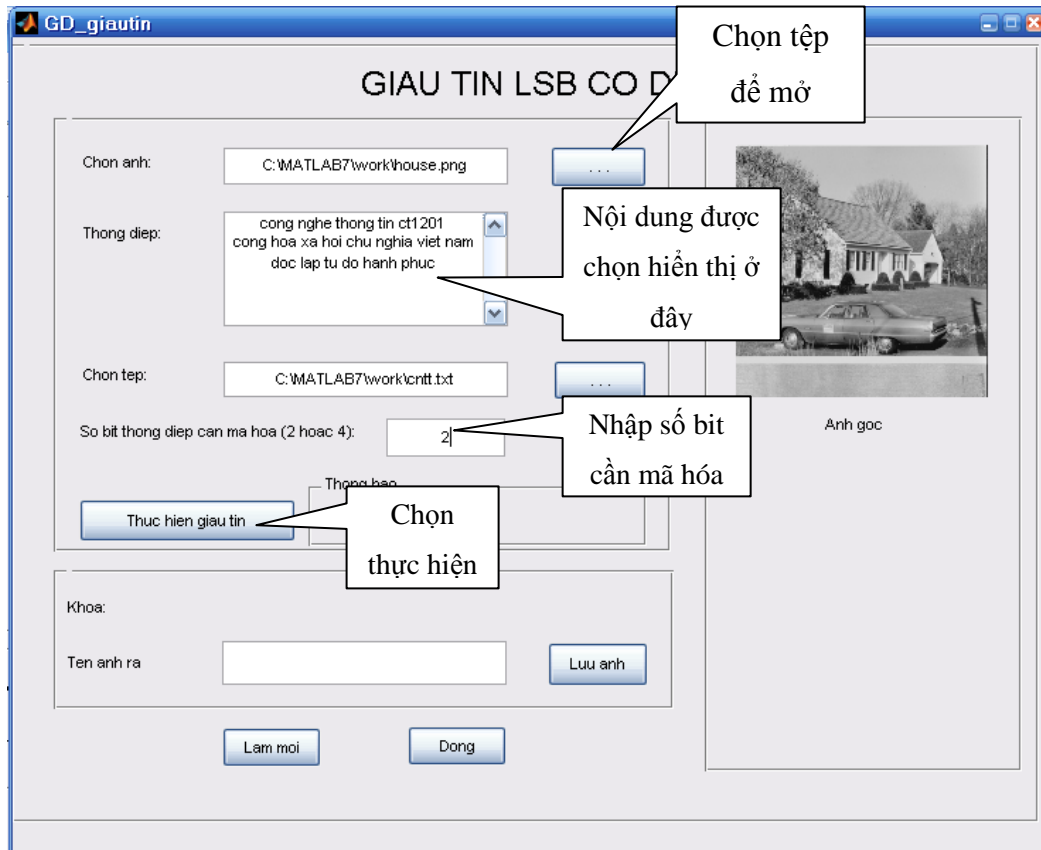 GD_giautin
GIAU TIN LSB CO D
Chọn tệp
để mở
Chon anh:
C:\MATLAB7\work\house.png
. . .
Thong diep:
cong nghe thong tin ct1201
cong hoa xa hoi chu nghia viet nam
doc lap tu do hanh phuc
Nội dung được
chọn hiển thị ở
đây
Chon tep:
C:\MATLAB7\work\cntt.txt
. . .
So bit thong diep can ma hoa (2 hoac 4):
2
Nhập số bit
cần mã hóa
Anh goc
Thong bao
Thuc hien giau tin
Chọn
thực hiện
Khoa:
Ten anh ra
Luu anh
Lam moi
Dong